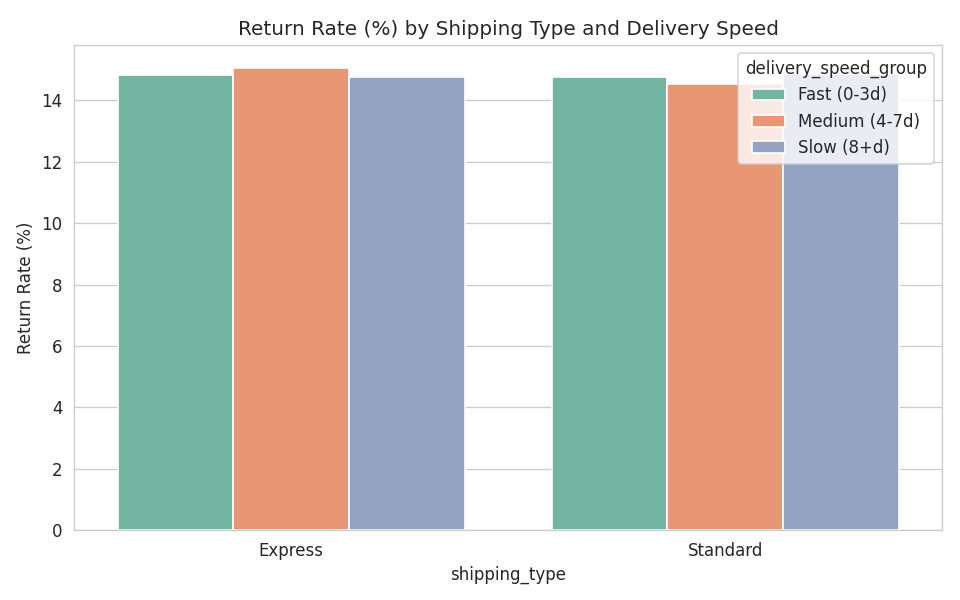 Return Rate (%) by Shipping Type and Delivery Speed
delivery_speed_group
Fast (0-3d)
Medium (4-7d)
Slow (8+d)
Return Rate (%)
14
12
10
8
6
4
2
0
Express
Standard
shipping_type